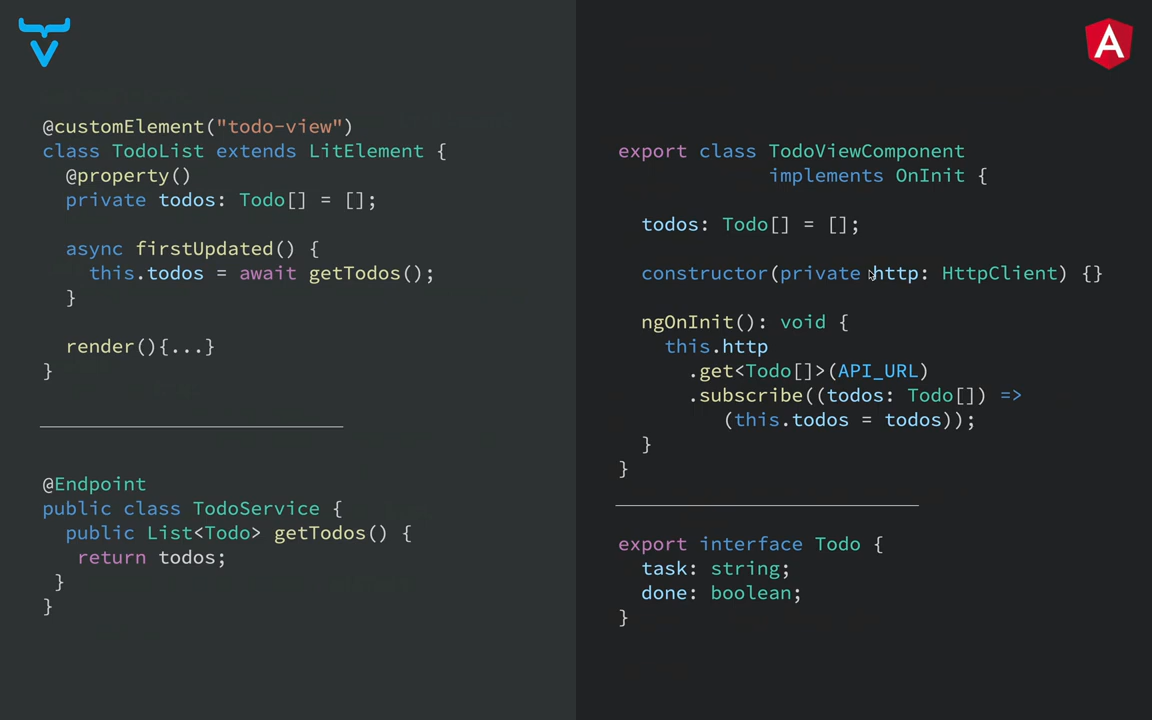 @customElement("todo-view")
class TodoList extends LitElement {
  @property()
  private todos: Todo[] = [];
  async firstUpdated() {
    this.todos = await getTodos();
  }
  render(){...}
}
@Endpoint
public class TodoService {
  public List<Todo> getTodos() {
   return todos;
 }
}
A
export class TodoViewComponent
             implements OnInit {
  todos: Todo[] = [];
  constructor(private http: HttpClient) {}
  ngOnInit(): void {
    this.http
      .get<Todo[]>(API_URL)
      .subscribe((todos: Todo[]) =>
         (this.todos = todos));
  }
}
export interface Todo {
  task: string;
  done: boolean;
}